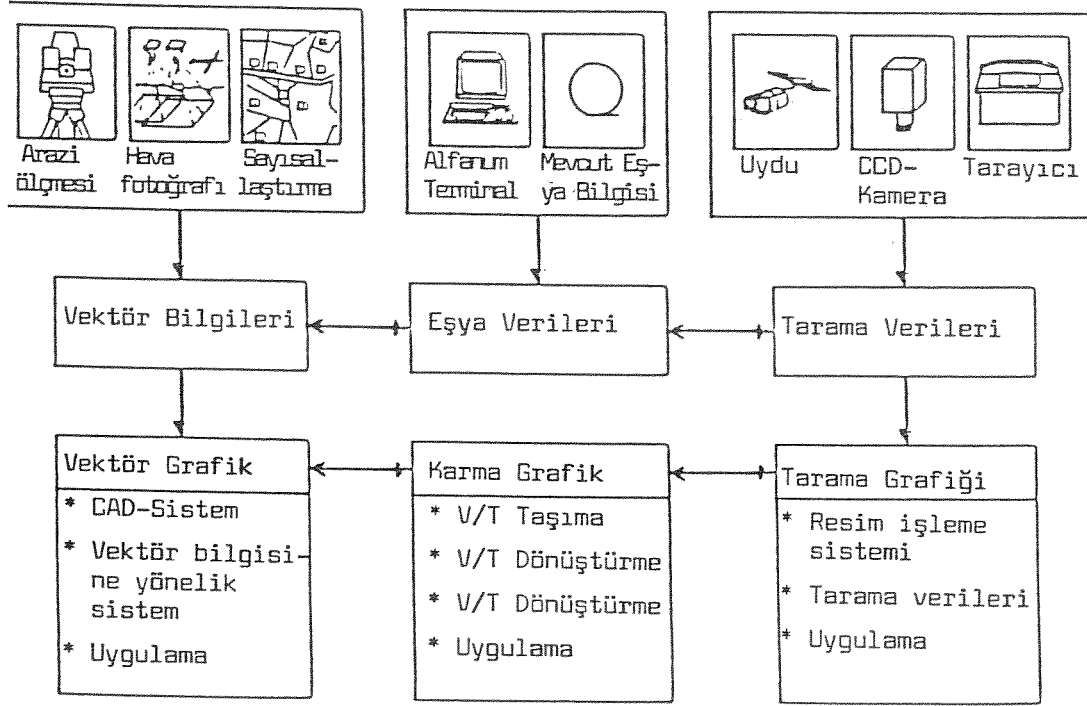 Arazi
ölçmesi
Hava
fotoğrafı
Sayısal-
laştırma
Alfanum
Terminal
Mevcut Eş-
ya Bilgisi
Uydu
CCD-
Kamera
Tarayıcı
Vektör Bilgileri
Eşya Verileri
Tarama Verileri
Vektör Grafik
* CAD-Sistem
* Vektör bilgisi-
ne yönelik
sistem
* Uygulama
Karma Grafik
* V/T Taşıma
* V/T Dönüştürme
* V/T Dönüştürme
* Uygulama
Tarama Grafiği
* Resim işleme
sistemi
* Tarama verileri
* Uygulama